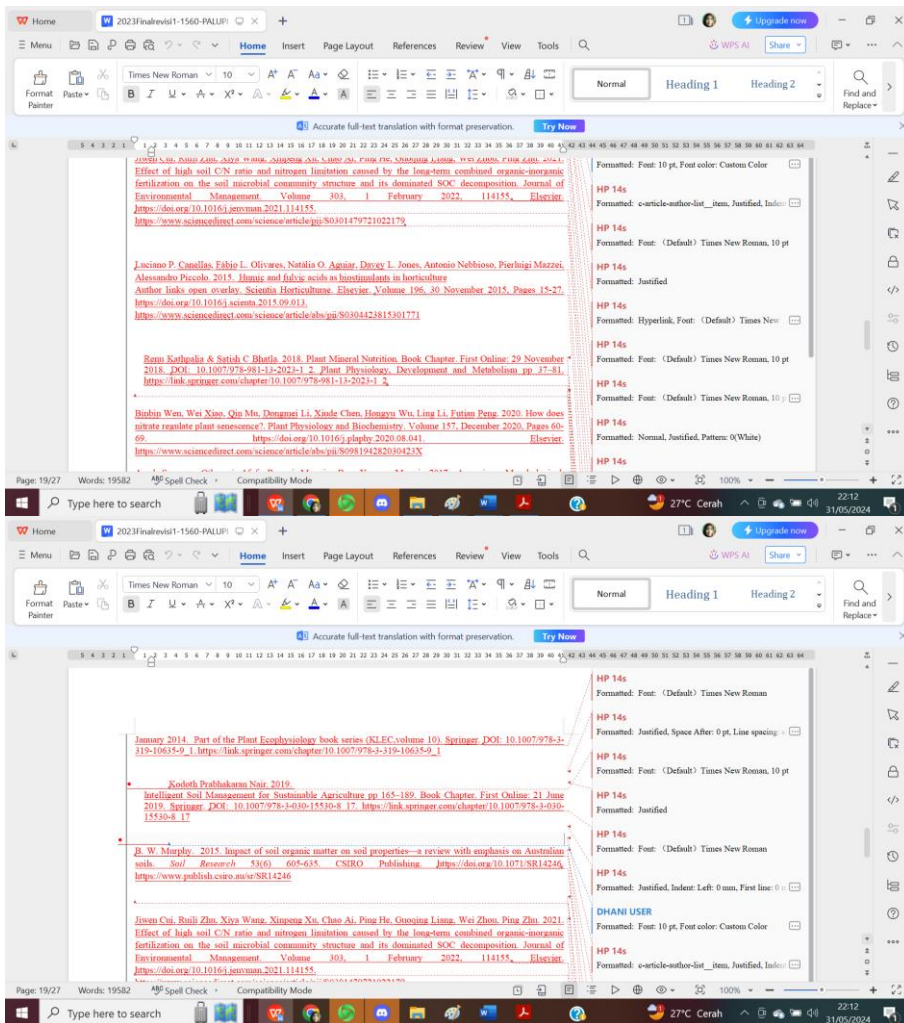 Home
2023Finalrevisi1-1560-PALUPI
Upgrade now
Menu
Home Insert Page Layout References Review View Tools
WPS AI
Share
Format Painter
Paste
Times New Roman 10
Normal
Heading 1
Heading 2
Find and Replace
Accurate full-text translation with format preservation.
Try Now
Jiwen Cui, Ruili Zhu, Xiya Wang, Xinpeng Xu, Chao Ai, Ping He, Guoqing Liang, Wei Zhou, Ping Zhu. 2021.
Effect of high soil C/N ratio and nitrogen limitation caused by the long-term combined organic-inorganic
fertilization on the soil microbial community structure and its dominated SOC decomposition. Journal of
Environmental Management. Volume 303, 1 February 2022, 114155, Elsevier.
https://doi.org/10.1016/j.jenvman.2021.114155.
https://www.sciencedirect.com/science/article/pii/S0301479721022179
Luciano P. Canellas, Fábio L. Olivares, Natália O. Aguiar, Davey L. Jones, Antonio Nebbioso, Pierluigi Mazzei,
Alessandro Piccolo. 2015. Humic and fulvic acids as biostimulants in horticulture
Author links open overlay. Scientia Horticulturae. Elsevier. Volume 196, 30 November 2015, Pages 15-27.
https://doi.org/10.1016/j.scienta.2015.09.013.
https://www.sciencedirect.com/science/article/abs/pii/S0304423815301771
Renu Kathpalia & Satish C Bhatla. 2018. Plant Mineral Nutrition. Book Chapter. First Online: 29 November
2018. DOI: 10.1007/978-981-13-2023-1_2. Plant Physiology, Development and Metabolism pp 37–81.
https://link.springer.com/chapter/10.1007/978-981-13-2023-1_2
Binbin Wen, Wei Xiao, Qin Mu, Dongmei Li, Xiude Chen, Hongyu Wu, Ling Li, Futian Peng. 2020. How does
nitrate regulate plant senescence?. Plant Physiology and Biochemistry. Volume 157, December 2020, Pages 60-
69. https://doi.org/10.1016/j.plaphy.2020.08.041. Elsevier.
https://www.sciencedirect.com/science/article/abs/pii/S098194282030423X
Formatted: Font: 10 pt, Font color: Custom Color
HP 14s
Formatted: c-article-author-list__item, Justified, Inden
HP 14s
Formatted: Font: (Default) Times New Roman, 10 pt
HP 14s
Formatted: Justified
HP 14s
Formatted: Hyperlink, Font: (Default) Times New
HP 14s
Formatted: Font: (Default) Times New Roman, 10 pt
HP 14s
Formatted: Font: (Default) Times New Roman, 10 p
HP 14s
Formatted: Normal, Justified, Pattern: 0(White)
HP 14s
Page: 19/27 Words: 19582 Spell Check Compatibility Mode 100%
Type here to search
27°C Cerah
22:12
31/05/2024
Home
2023Finalrevisi1-1560-PALUPI
Upgrade now
Menu
Home Insert Page Layout References Review View Tools
WPS AI
Share
Format Painter
Paste
Times New Roman 10
Normal
Heading 1
Heading 2
Find and Replace
Accurate full-text translation with format preservation.
Try Now
January 2014. Part of the Plant Ecophysiology book series (KLEC,volume 10). Springer. DOI: 10.1007/978-3-
319-10635-9_1. https://link.springer.com/chapter/10.1007/978-3-319-10635-9_1
Kodoth Prabhakaran Nair. 2019.
Intelligent Soil Management for Sustainable Agriculture pp 165–189. Book Chapter. First Online: 21 June
2019. Springer. DOI: 10.1007/978-3-030-15530-8_17. https://link.springer.com/chapter/10.1007/978-3-030-
15530-8_17
B. W. Murphy. 2015. Impact of soil organic matter on soil properties—a review with emphasis on Australian
soils. Soil Research 53(6) 605-635. CSIRO Publishing. https://doi.org/10.1071/SR14246.
https://www.publish.csiro.au/sr/SR14246
Jiwen Cui, Ruili Zhu, Xiya Wang, Xinpeng Xu, Chao Ai, Ping He, Guoqing Liang, Wei Zhou, Ping Zhu. 2021.
Effect of high soil C/N ratio and nitrogen limitation caused by the long-term combined organic-inorganic
fertilization on the soil microbial community structure and its dominated SOC decomposition. Journal of
Environmental Management. Volume 303, 1 February 2022, 114155, Elsevier.
https://doi.org/10.1016/j.jenvman.2021.114155.
HP 14s
Formatted: Font: (Default) Times New Roman
HP 14s
Formatted: Justified, Space After: 0 pt, Line spacing:
HP 14s
Formatted: Font: (Default) Times New Roman, 10 pt
HP 14s
Formatted: Justified
HP 14s
Formatted: Font: (Default) Times New Roman
HP 14s
Formatted: Justified, Indent: Left: 0 mm, First line: 0
DHANI USER
Formatted: Font: 10 pt, Font color: Custom Color
HP 14s
Formatted: c-article-author-list__item, Justified, Inden
Page: 19/27 Words: 19582 Spell Check Compatibility Mode 100%
Type here to search
27°C Cerah
22:12
31/05/2024